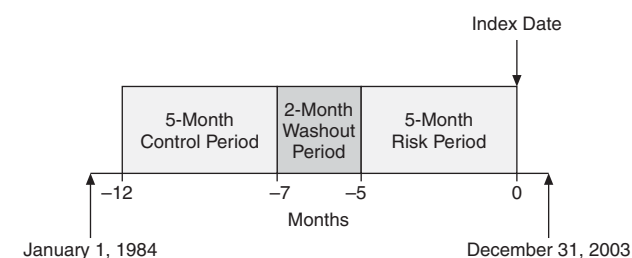 Index Date
5-Month
Control Period
2-Month
Washout
Period
5-Month
Risk Period
–12
–7
–5
0
Months
January 1, 1984
December 31, 2003